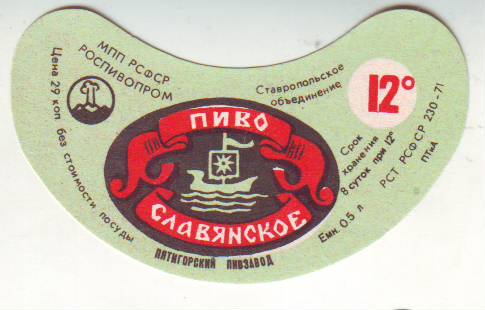 МПП РСФСР
РОСПИВОПРОМ
Цена 29 коп без стоимости посуды
Ставропольское
объединение
12°
ПИВО
СЛАВЯНСКОЕ
ПЯТИГОРСКИЙ ПИВЗАВОД
Срок
хранения
8 суток при 12°
Емк. 0.5 л
РСТ РСФСР 230-71